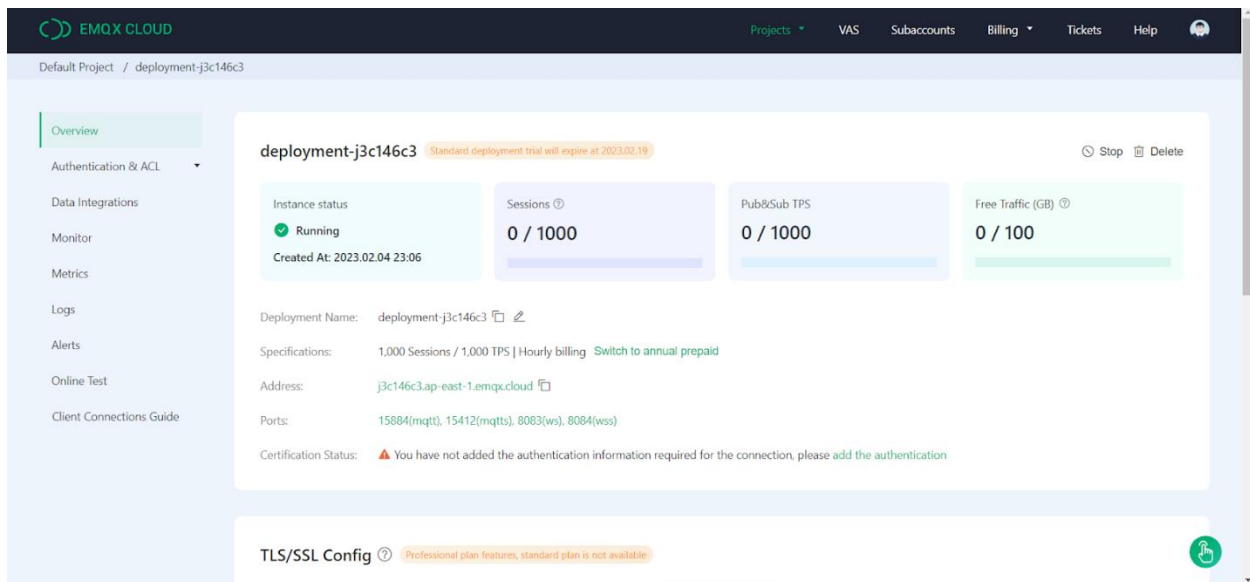 EMQX CLOUD
Projects VAS Subaccounts Billing Tickets Help
Default Project / deployment-j3c146c3
Overview
Authentication & ACL
Data Integrations
Monitor
Metrics
Logs
Alerts
Online Test
Client Connections Guide
deployment-j3c146c3 Standard deployment trial will expire at 2023.02.19
Stop Delete
Instance status
Running
Created At: 2023.02.04 23:06
Sessions
0 / 1000
Pub&Sub TPS
0 / 1000
Free Traffic (GB)
0 / 100
Deployment Name: deployment-j3c146c3
Specifications: 1,000 Sessions / 1,000 TPS | Hourly billing Switch to annual prepaid
Address: j3c146c3.ap-east-1.emqx.cloud
Ports: 15884(mqtt), 15412(mqtts), 8083(ws), 8084(wss)
Certification Status: You have not added the authentication information required for the connection, please add the authentication
TLS/SSL Config Professional plan features, standard plan is not available